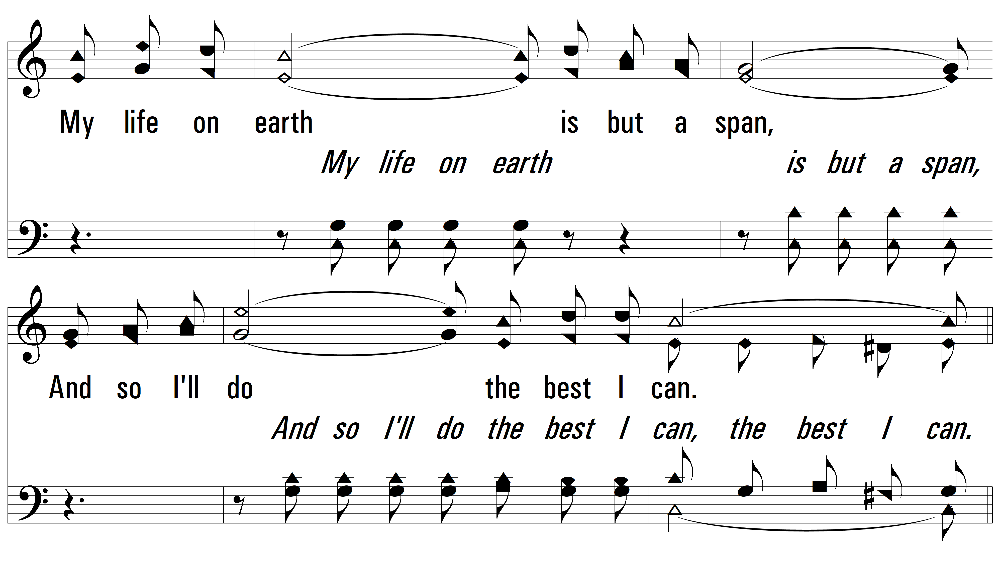 My life on earth is but a span,
My life on earth is but a span,
And so I'll do the best I can.
And so I'll do the best I can, the best I can.